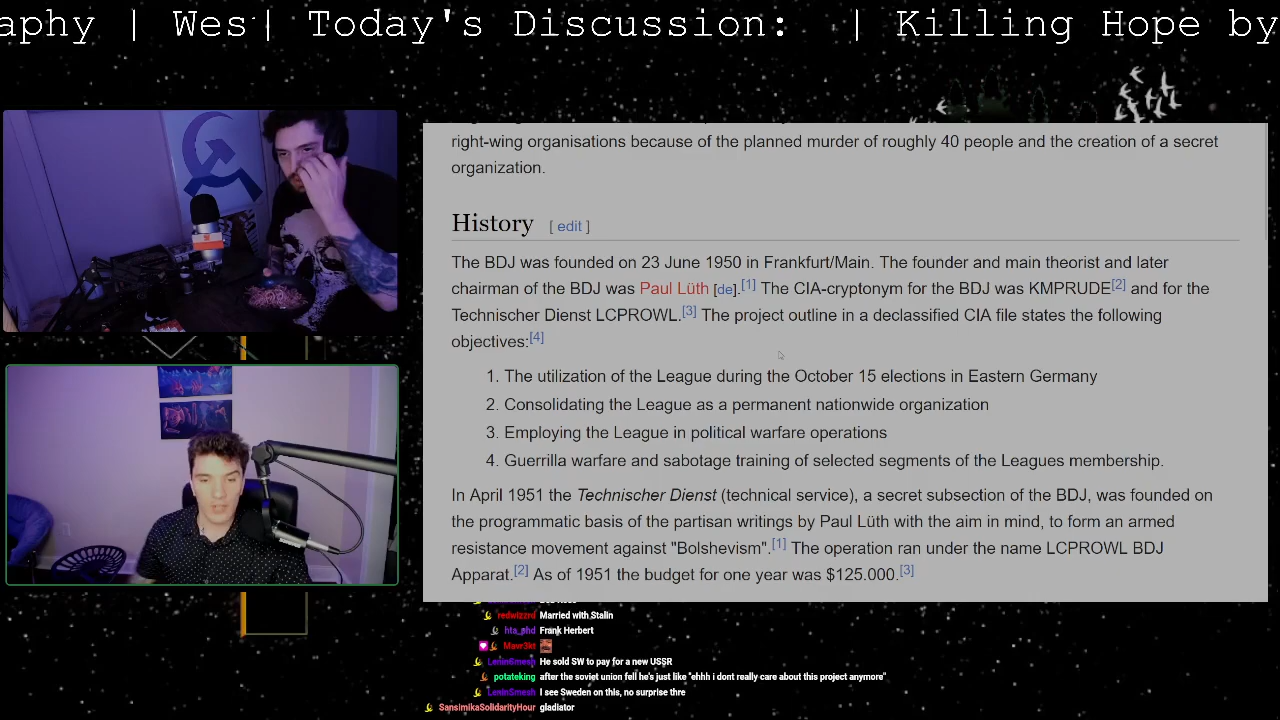 aphy | Wes| Today's Discussion: | Killing Hope by
right-wing organisations because of the planned murder of roughly 40 people and the creation of a secret
organization.
History [ edit ]
The BDJ was founded on 23 June 1950 in Frankfurt/Main. The founder and main theorist and later
chairman of the BDJ was Paul Lüth [de].[1] The CIA-cryptonym for the BDJ was KMPRUDE[2] and for the
Technischer Dienst LCPROWL.[3] The project outline in a declassified CIA file states the following
objectives:[4]
1. The utilization of the League during the October 15 elections in Eastern Germany
2. Consolidating the League as a permanent nationwide organization
3. Employing the League in political warfare operations
4. Guerrilla warfare and sabotage training of selected segments of the Leagues membership.
In April 1951 the Technischer Dienst (technical service), a secret subsection of the BDJ, was founded on
the programmatic basis of the partisan writings by Paul Lüth with the aim in mind, to form an armed
resistance movement against "Bolshevism".[1] The operation ran under the name LCPROWL BDJ
Apparat.[2] As of 1951 the budget for one year was $125.000.[3]
redwizzrd Married with Stalin
hta_phd Frank Herbert
Mavr3kt
LeninSmesh He sold SW to pay for a new USSR
potateking after the soviet union fell he's just like "ehhh i dont really care about this project anymore"
LeninSmesh I see Sweden on this, no surprise thre
SansimikaSolidarityHour gladiator